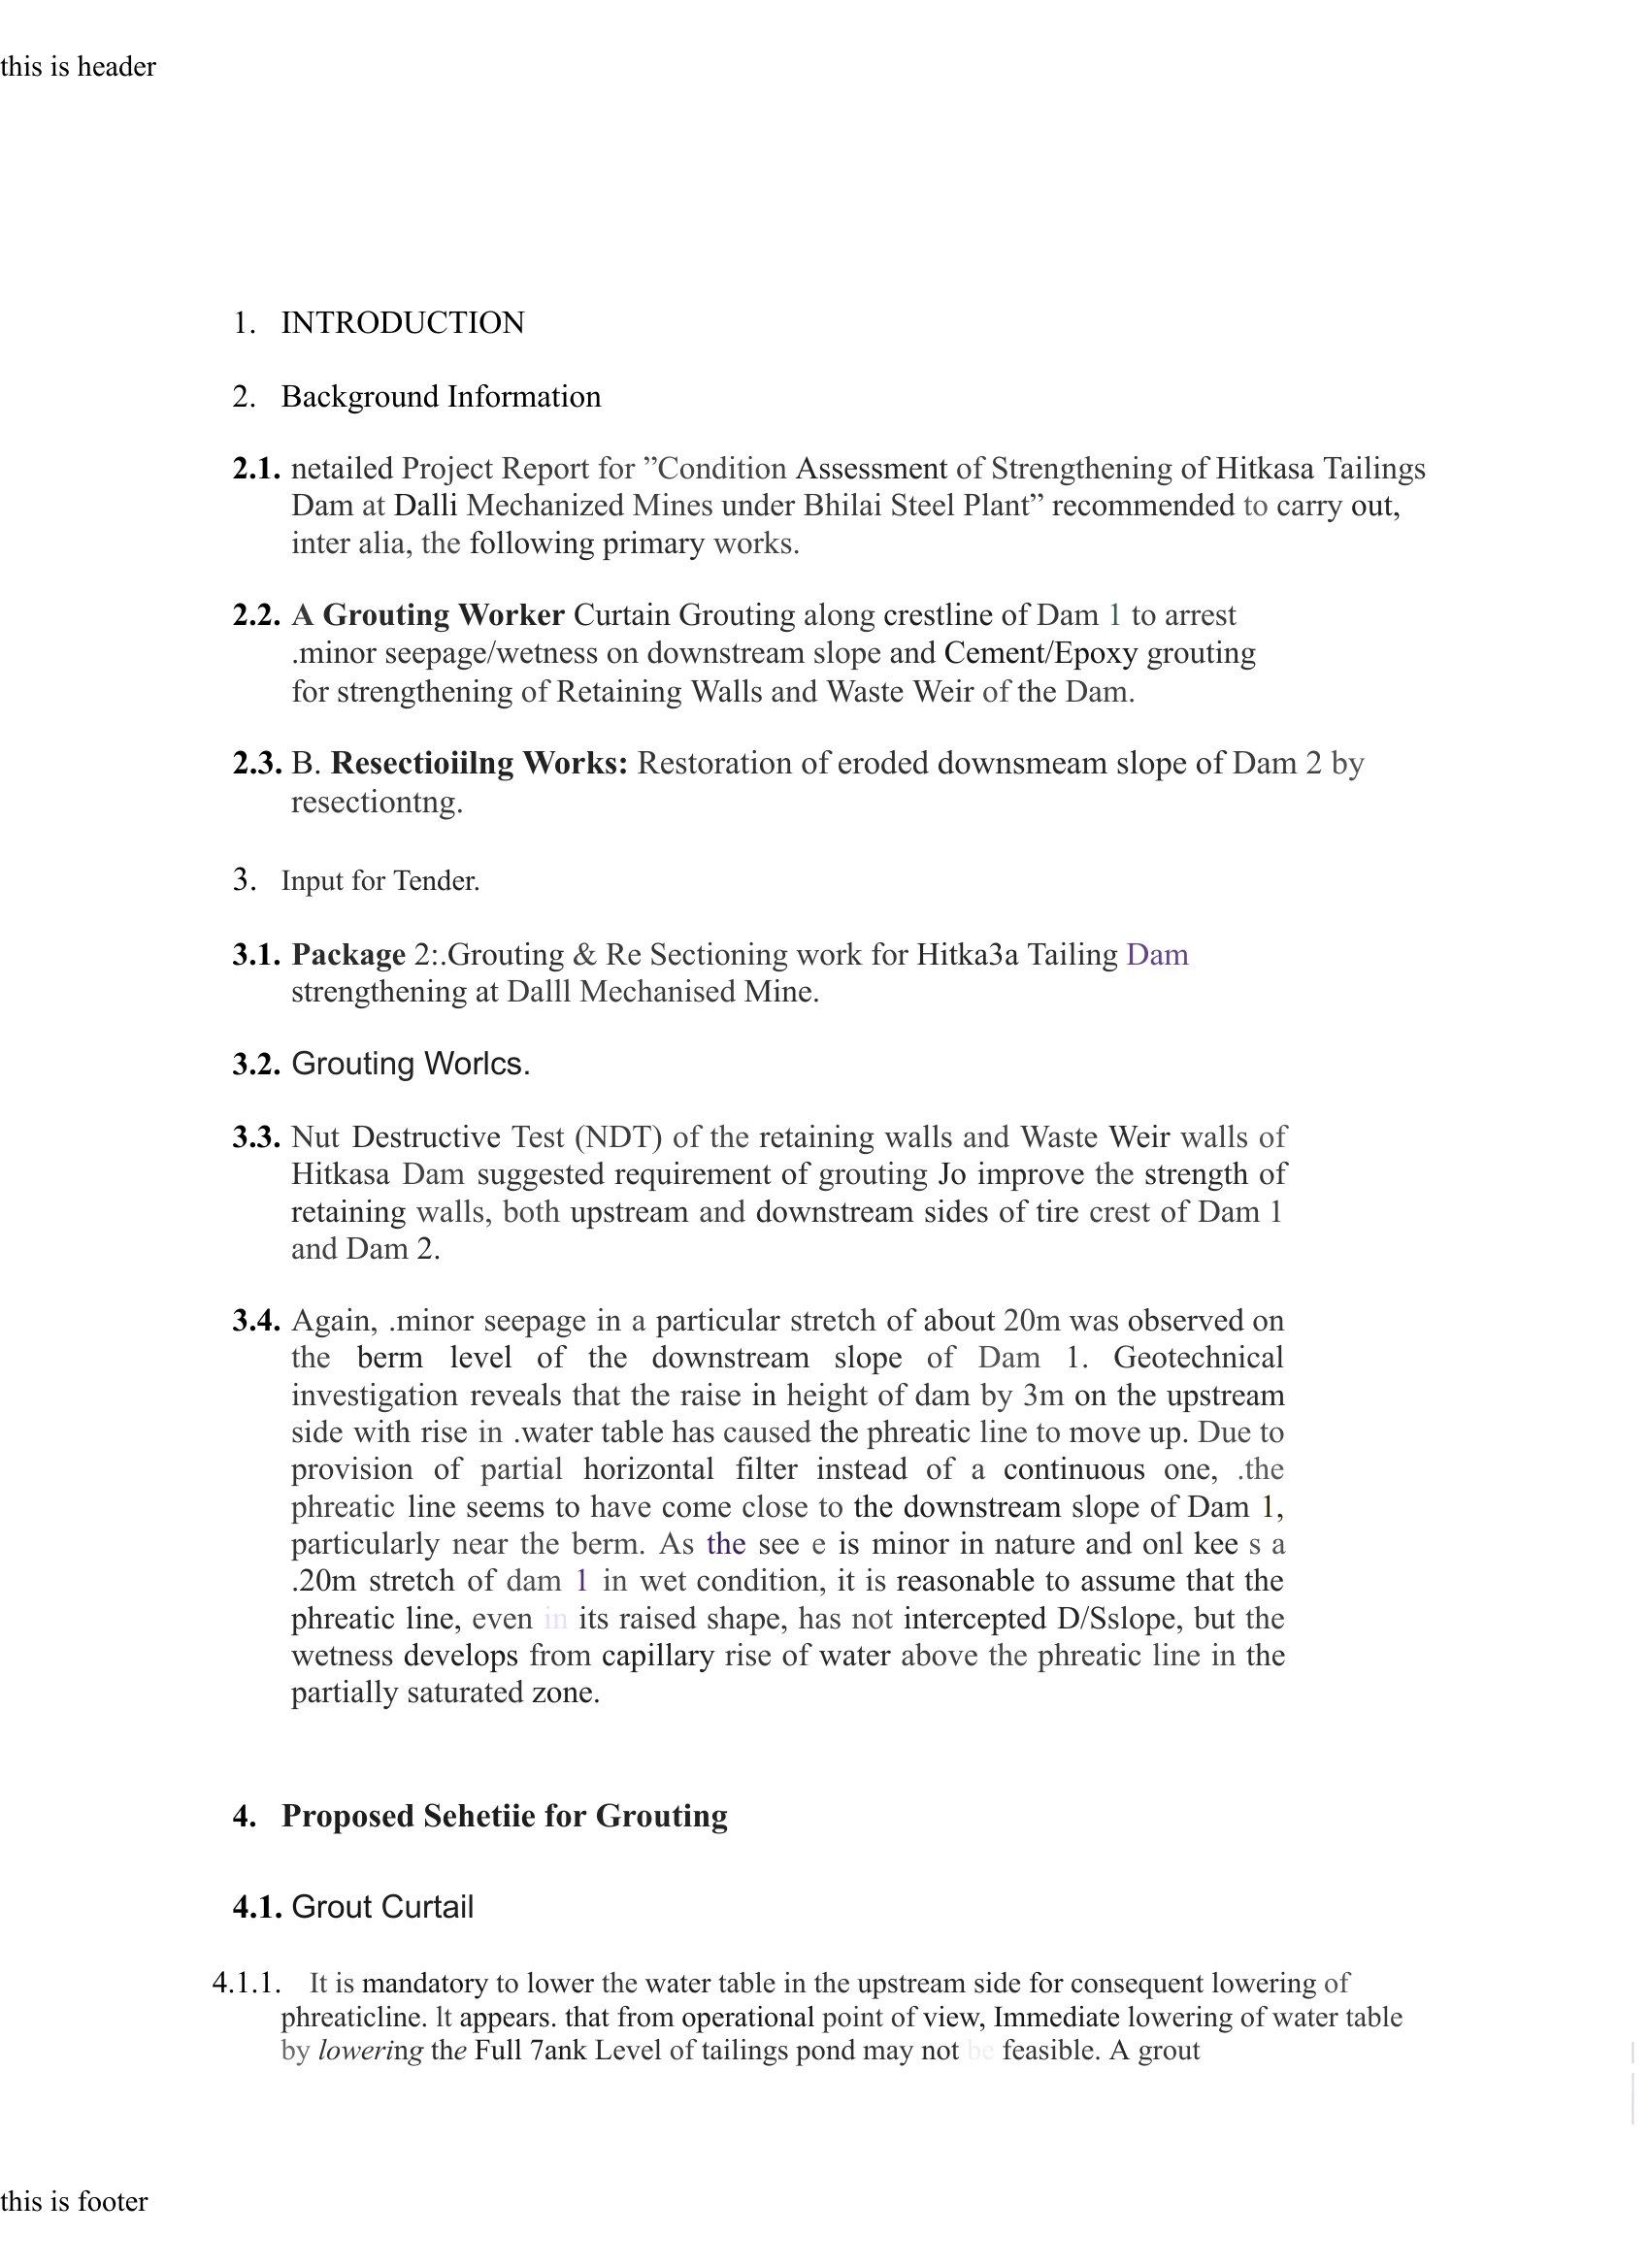 this is header
1. INTRODUCTION
2. Background Information
2.1. netailed Project Report for ”Condition Assessment of Strengthening of Hitkasa Tailings
Dam at Dalli Mechanized Mines under Bhilai Steel Plant” recommended to carry out,
inter alia, the following primary works.
2.2. A Grouting Worker Curtain Grouting along crestline of Dam 1 to arrest
.minor seepage/wetness on downstream slope and Cement/Epoxy grouting
for strengthening of Retaining Walls and Waste Weir of the Dam.
2.3. B. Resectioiilng Works: Restoration of eroded downsmeam slope of Dam 2 by
resectiontng.
3. Input for Tender.
3.1. Package 2:.Grouting & Re Sectioning work for Hitka3a Tailing Dam
strengthening at Dalll Mechanised Mine.
3.2. Grouting Worlcs.
3.3. Nut Destructive Test (NDT) of the retaining walls and Waste Weir walls of
Hitkasa Dam suggested requirement of grouting Jo improve the strength of
retaining walls, both upstream and downstream sides of tire crest of Dam 1
and Dam 2.
3.4. Again, .minor seepage in a particular stretch of about 20m was observed on
the berm level of the downstream slope of Dam 1. Geotechnical
investigation reveals that the raise in height of dam by 3m on the upstream
side with rise in .water table has caused the phreatic line to move up. Due to
provision of partial horizontal filter instead of a continuous one, .the
phreatic line seems to have come close to the downstream slope of Dam 1,
particularly near the berm. As the see e is minor in nature and onl kee s a
.20m stretch of dam 1 in wet condition, it is reasonable to assume that the
phreatic line, even in its raised shape, has not intercepted D/Sslope, but the
wetness develops from capillary rise of water above the phreatic line in the
partially saturated zone.
4. Proposed Sehetiie for Grouting
4.1. Grout Curtail
4.1.1. It is mandatory to lower the water table in the upstream side for consequent lowering of
phreaticline. lt appears. that from operational point of view, Immediate lowering of water table
by lowering the Full 7ank Level of tailings pond may not be feasible. A grout
this is footer